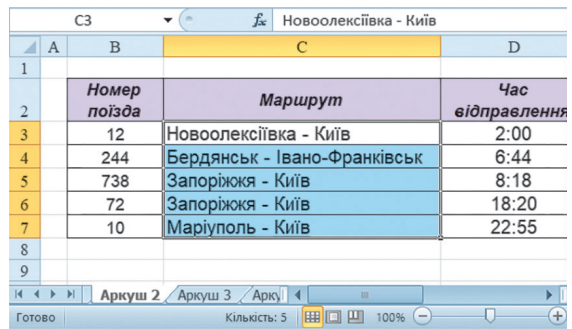 C3 fx Новоолексіївка - Київ
A B C D
1
2 Номер поїзда Маршрут Час відправлення
3 12 Новоолексіївка - Київ 2:00
4 244 Бердянськ - Івано-Франківськ 6:44
5 738 Запоріжжя - Київ 8:18
6 72 Запоріжжя - Київ 18:20
7 10 Маріуполь - Київ 22:55
8
9
Аркуш 2 Аркуш 3 Арку
Готово Кількість: 5 100%